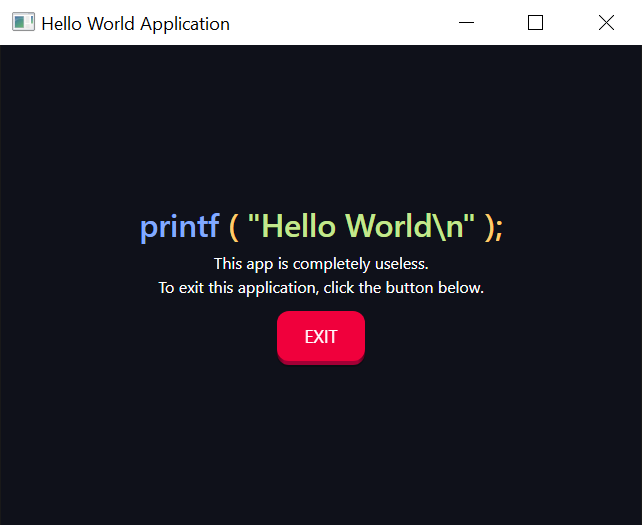 Hello World Application
printf ( "Hello World\n" );
This app is completely useless.
To exit this application, click the button below.
EXIT